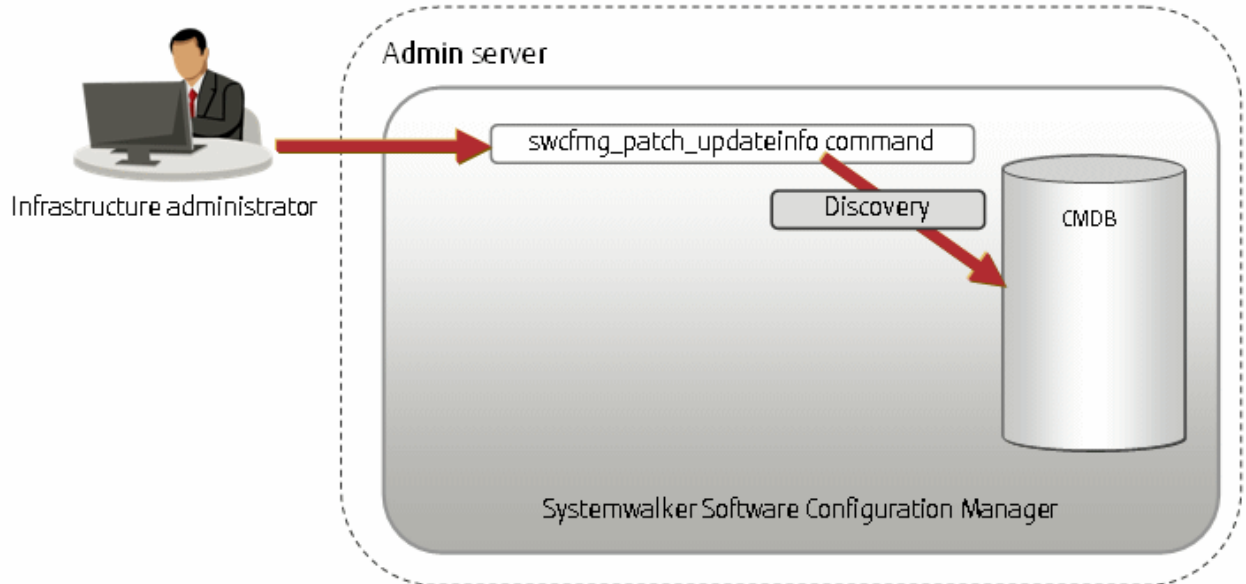 Admin server
swcfmg_patch_updateinfo command
Infrastructure administrator
Discovery
CMDB
Systemwalker Software Configuration Manager